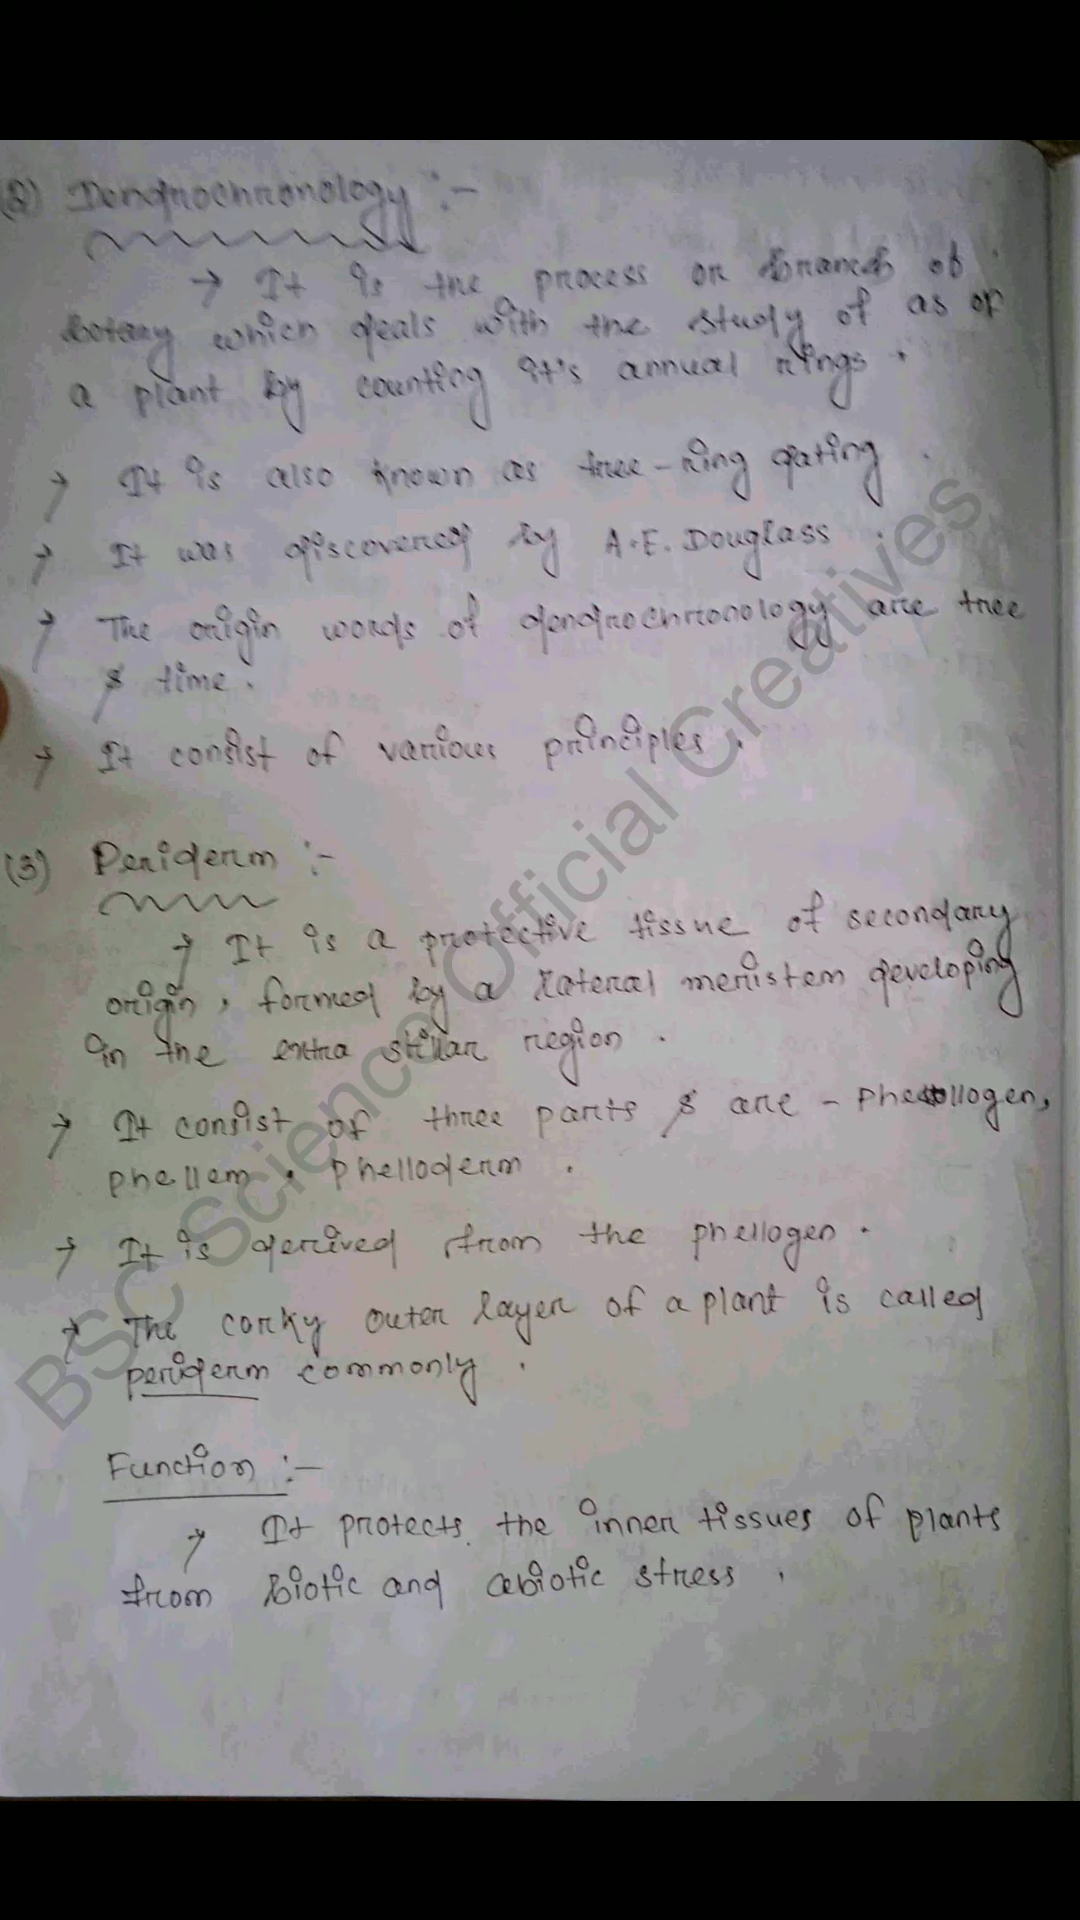 (2) Dendrochronology :-
→ It is the process or branch of
botany which deals with the study of as of
a plant by counting it's annual rings .
→ It is also known as tree-ring dating .
→ It was discovered by A.E. Douglass .
→ The origin words of dendrochronology are tree
& time .
→ It consist of various principles .
(3) Periderm :-
→ It is a protective tissue of secondary
origin, formed by a lateral meristem developing
in the extra stillar region .
→ It consist of three parts & are - phellogen,
phellem, phelloderm .
→ It is derived from the phellogen .
→ The corky outer layer of a plant is called
periderm commonly .
Function :-
→ It protects the inner tissues of plants
from biotic and abiotic stress .
BSC Science Official Creatives